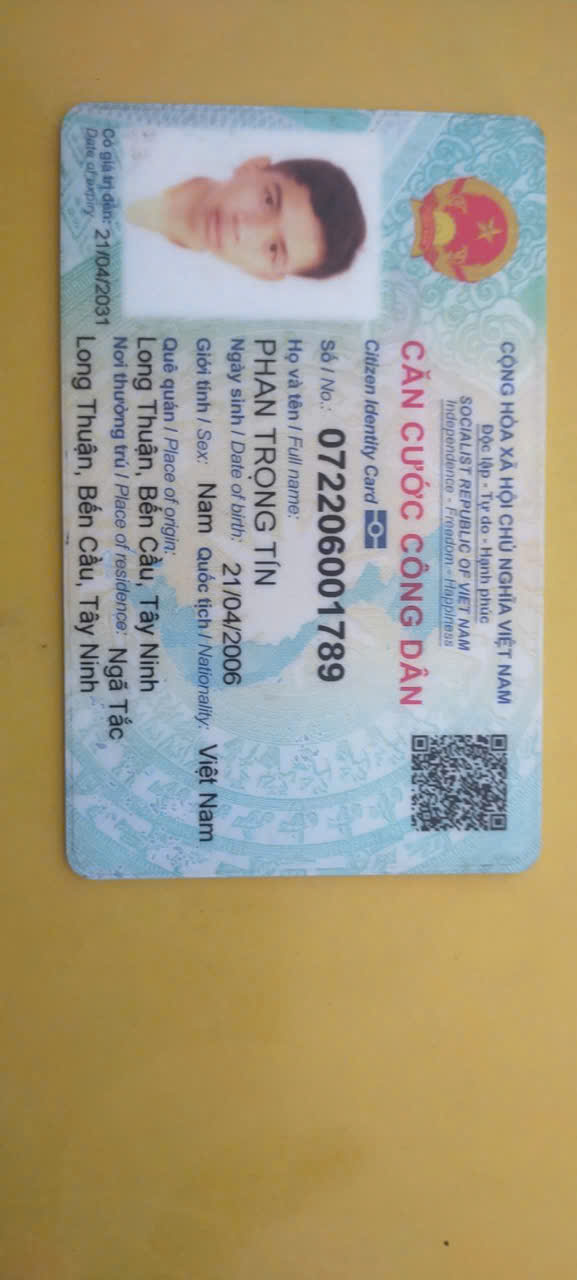 CỘNG HÒA XÃ HỘI CHỦ NGHĨA VIỆT NAM
Độc lập - Tự do - Hạnh phúc
SOCIALIST REPUBLIC OF VIET NAM
Independence - Freedom - Happiness
CĂN CƯỚC CÔNG DÂN
Citizen Identity Card
Số / No.: 072206001789
Họ và tên / Full name:
PHAN TRỌNG TÍN
Ngày sinh / Date of birth: 21/04/2006
Giới tính / Sex: Nam Quốc tịch / Nationality: Việt Nam
Quê quán / Place of origin:
Long Thuận, Bến Cầu, Tây Ninh
Nơi thường trú / Place of residence: Ngã Tắc
Long Thuận, Bến Cầu, Tây Ninh
Có giá trị đến: 21/04/2031
Date of expiry